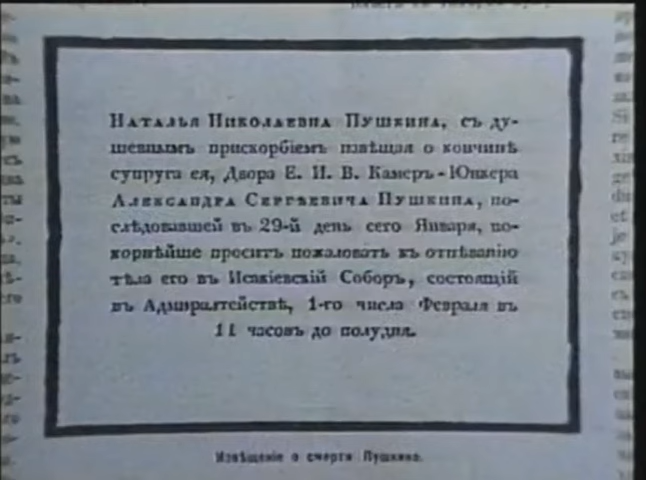 Наталья Николаевна Пушкина, съ ду-
шевнымъ прискорбіемъ извѣщая о кончинѣ
супруга ея, Двора Е. И. В. Камеръ-Юнкера
Александра Сергѣевича Пушкина, по-
слѣдовавшей въ 29-й день сего Января, по-
корнѣйше проситъ пожаловать къ отпѣванію
тѣла его въ Исакіевскій Соборъ, состоящій
въ Адмиралтействѣ, 1-го числа Февраля въ
11 часовъ до полудня.
Извѣщеніе о смерти Пушкина.